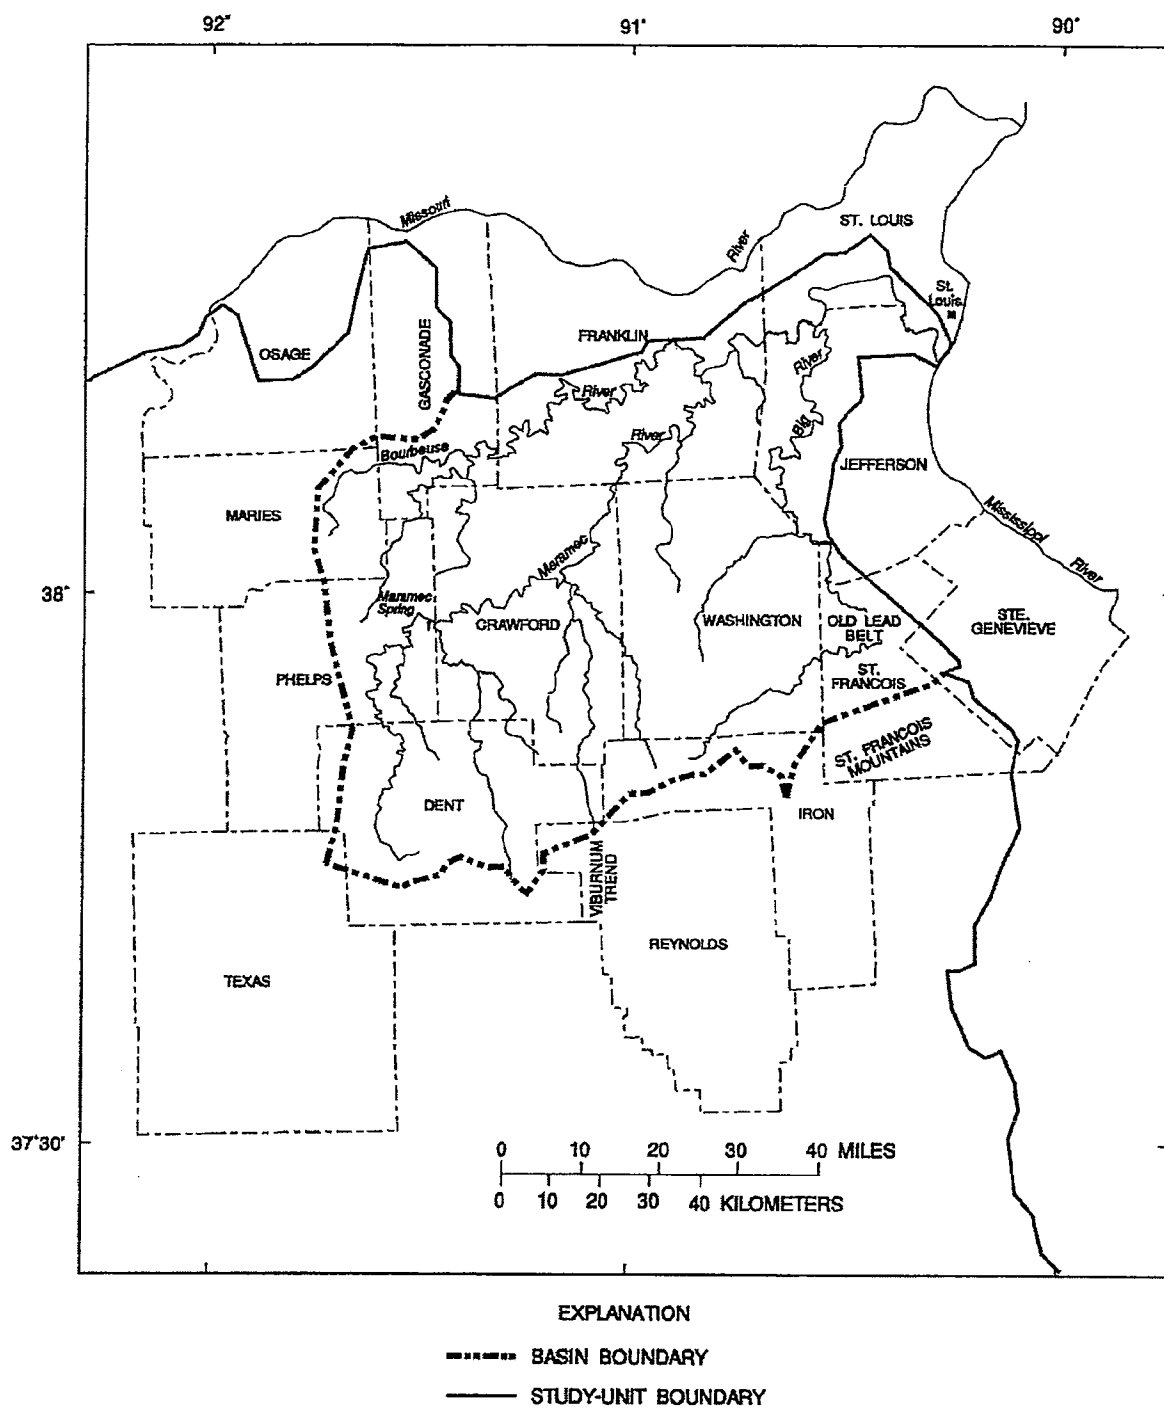 92°
91°
90°
Missouri
River
ST. LOUIS
St.
Louis
FRANKLIN
OSAGE
GASCONADE
River
River
River
Big
Bourbeuse
JEFFERSON
MARIES
Mississippi
River
Meramec
38°
Maramec
Spring
CRAWFORD
WASHINGTON
OLD LEAD
BELT
STE.
GENEVIEVE
PHELPS
ST.
FRANCOIS
ST. FRANCOIS
MOUNTAINS
DENT
IRON
VIBURNUM
TREND
REYNOLDS
TEXAS
37°30'
0 10 20 30 40 MILES
0 10 20 30 40 KILOMETERS
EXPLANATION
BASIN BOUNDARY
STUDY-UNIT BOUNDARY